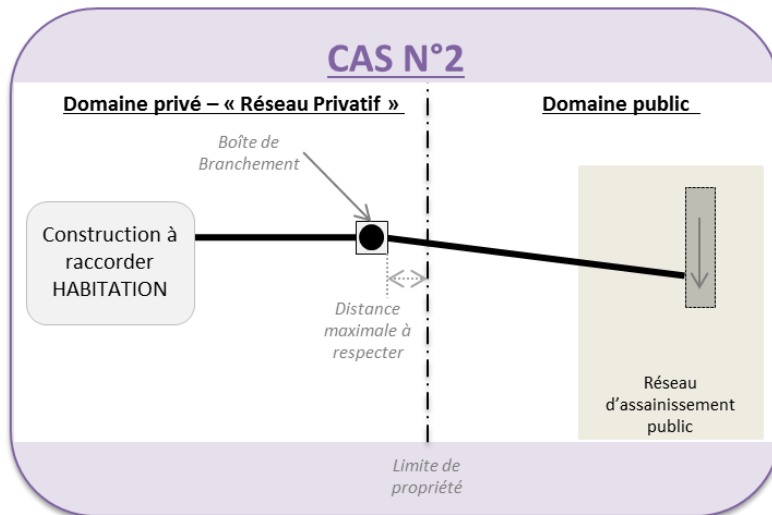 CAS N°2
Domaine privé – « Réseau Privatif »
Domaine public
Boîte de
Branchement
Construction à
raccorder
HABITATION
Distance
maximale à
respecter
Réseau
d'assainissement
public
Limite de
propriété